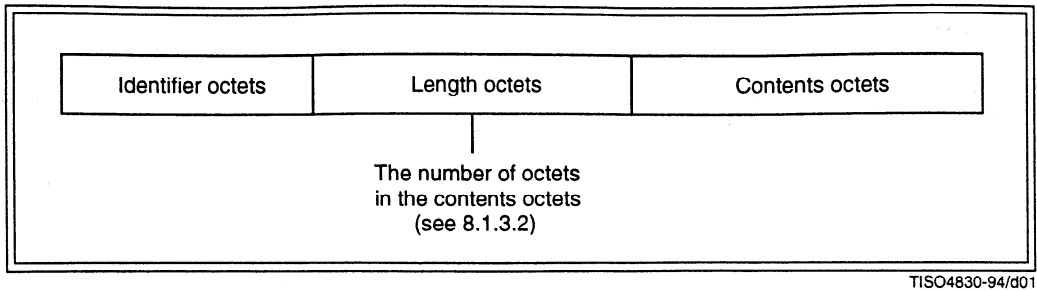 Identifier octets
Length octets
Contents octets
The number of octets
in the contents octets
(see 8.1.3.2)
TISO4830-94/d01